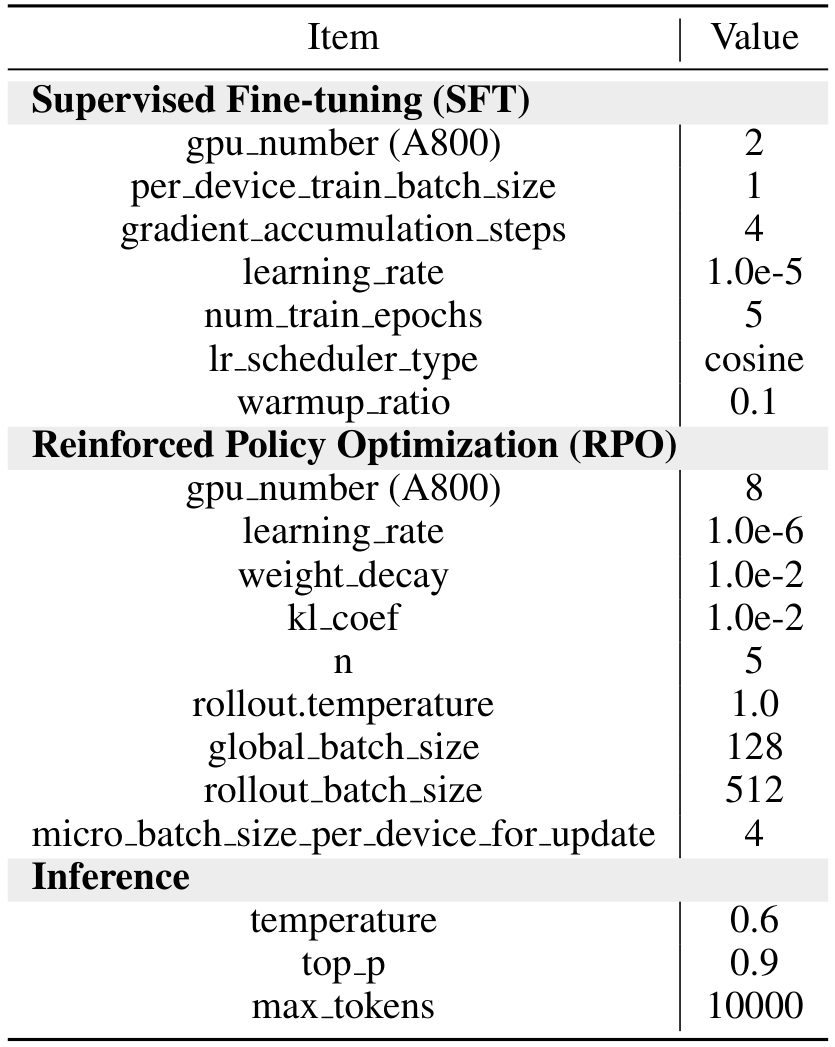 Item Value
Supervised Fine-tuning (SFT)
gpu_number (A800) 2
per_device_train_batch_size 1
gradient_accumulation_steps 4
learning_rate 1.0e-5
num_train_epochs 5
lr_scheduler_type cosine
warmup_ratio 0.1
Reinforced Policy Optimization (RPO)
gpu_number (A800) 8
learning_rate 1.0e-6
weight_decay 1.0e-2
kl_coef 1.0e-2
n 5
rollout.temperature 1.0
global_batch_size 128
rollout_batch_size 512
micro_batch_size_per_device_for_update 4
Inference
temperature 0.6
top_p 0.9
max_tokens 10000